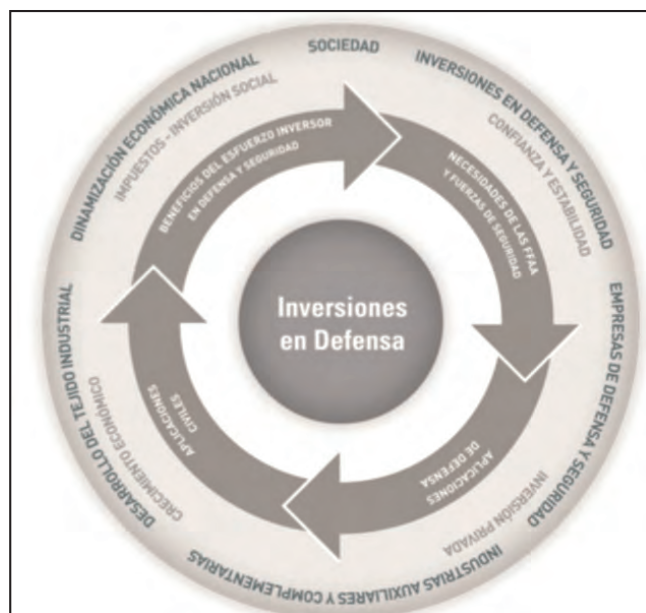 SOCIEDAD
INVERSIONES EN DEFENSA Y SEGURIDAD
CONFIANZA Y ESTABILIDAD
EMPRESAS DE DEFENSA Y SEGURIDAD
INVERSIÓN PRIVADA
INDUSTRIAS AUXILIARES Y COMPLEMENTARIAS
DESARROLLO DEL TEJIDO INDUSTRIAL
CRECIMIENTO ECONÓMICO
DINAMIZACIÓN ECONÓMICA NACIONAL
IMPUESTOS - INVERSIÓN SOCIAL
BENEFICIOS DEL ESFUERZO INVERSOR
EN DEFENSA Y SEGURIDAD
NECESIDADES DE LAS FFAA
Y FUERZAS DE SEGURIDAD
APLICACIONES
DE DEFENSA
APLICACIONES
CIVILES
Inversiones
en Defensa